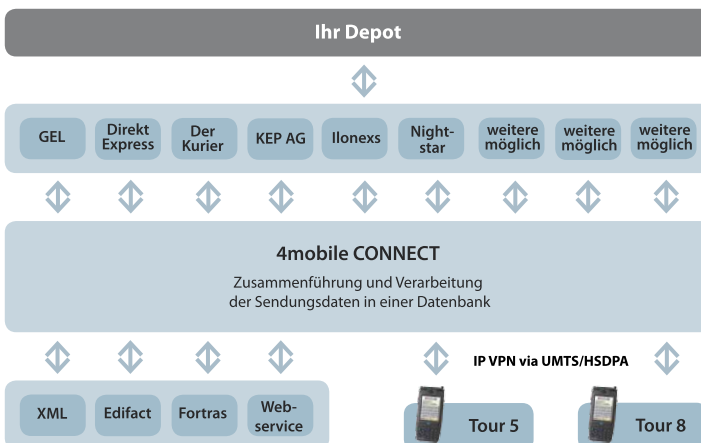 Ihr Depot
GEL
Direkt
Express
Der
Kurier
KEP AG
Ilonexs
Night-
star
weitere
möglich
weitere
möglich
weitere
möglich
4mobile CONNECT
Zusammenführung und Verarbeitung
der Sendungsdaten in einer Datenbank
IP VPN via UMTS/HSDPA
XML
Edifact
Fortras
Web-
service
Tour 5
Tour 8